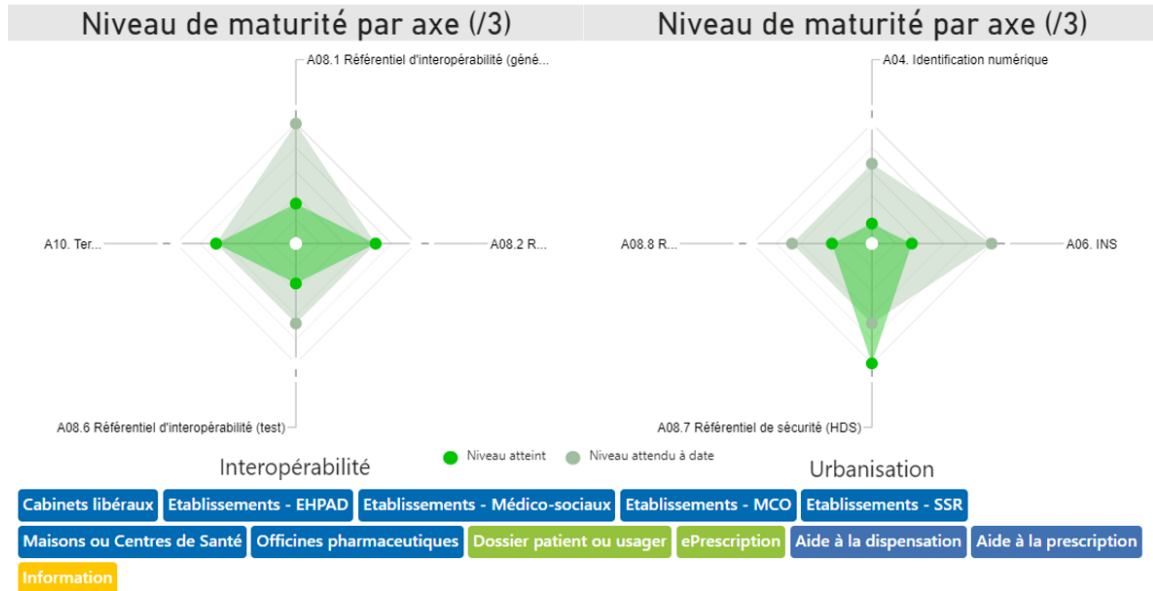 Niveau de maturité par axe (/3)
Niveau de maturité par axe (/3)
A08.1 Référentiel d'interopérabilité (géné...
A10. Ter...
A08.2 R...
A08.6 Référentiel d'interopérabilité (test)
A04. Identification numérique
A08.8 R...
A06. INS
A08.7 Référentiel de sécurité (HDS)
Niveau atteint
Niveau attendu à date
Interopérabilité
Urbanisation
Cabinets libéraux
Etablissements - EHPAD
Etablissements - Médico-sociaux
Etablissements - MCO
Etablissements - SSR
Maisons ou Centres de Santé
Officines pharmaceutiques
Dossier patient ou usager
ePrescription
Aide à la dispensation
Aide à la prescription
Information